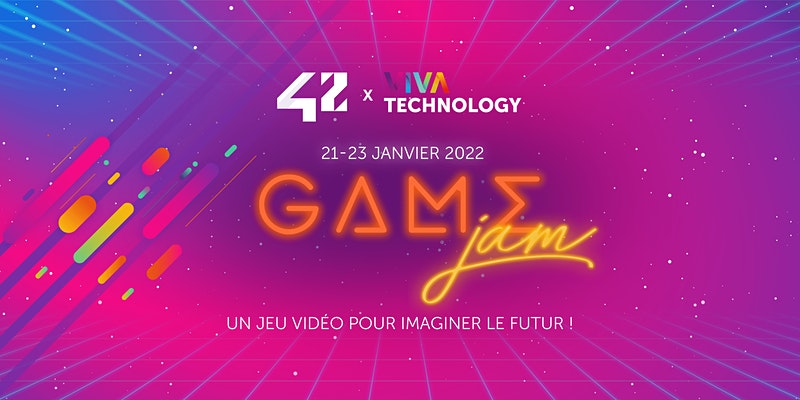 42 x VIVA
TECHNOLOGY
21-23 JANVIER 2022
GAME
jam
UN JEU VIDÉO POUR IMAGINER LE FUTUR !